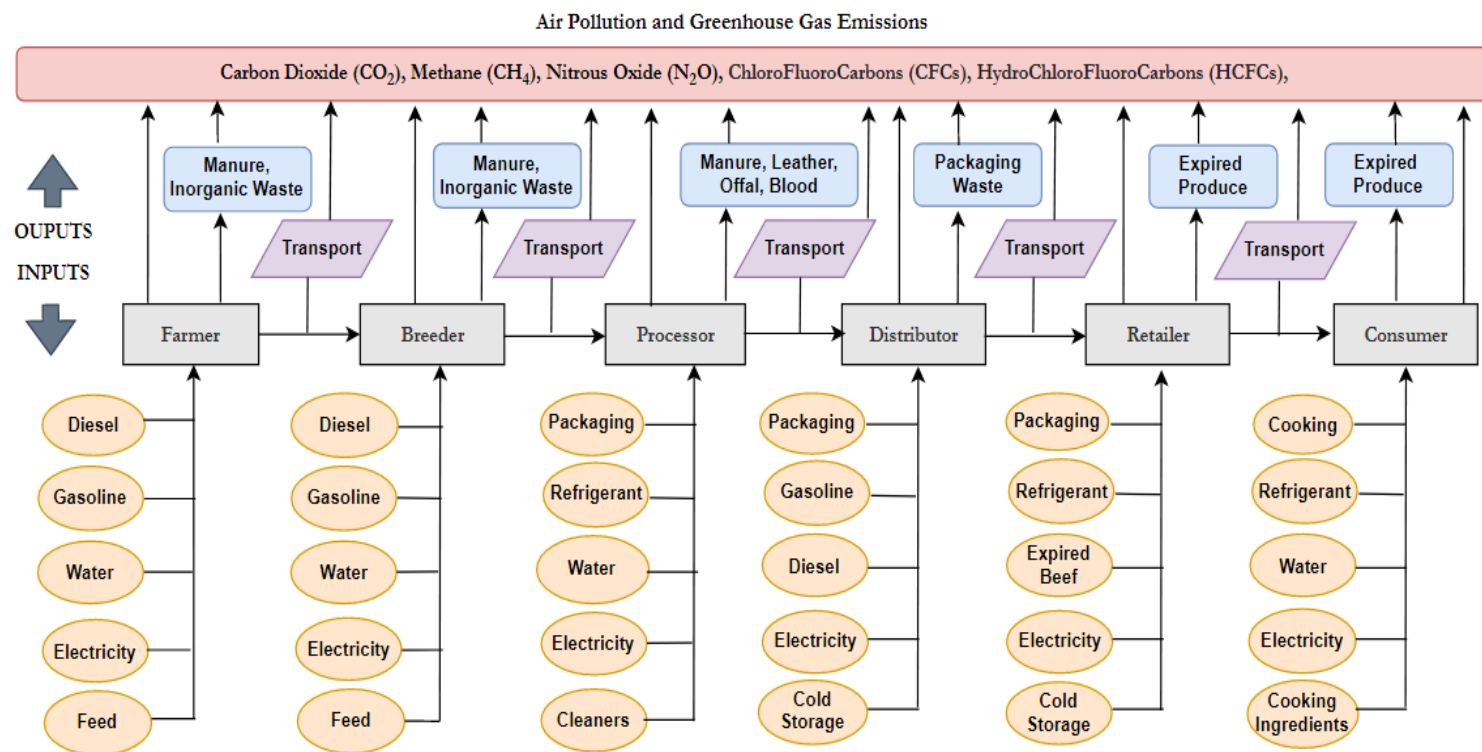 Air Pollution and Greenhouse Gas Emissions
Carbon Dioxide (CO₂), Methane (CH₄), Nitrous Oxide (N₂O), ChloroFluoroCarbons (CFCs), HydroChloroFluoroCarbons (HCFCs),
Manure,
Inorganic Waste
Manure,
Inorganic Waste
Manure, Leather,
Offal, Blood
Packaging
Waste
Expired
Produce
Expired
Produce
OUPUTS
INPUTS
Transport
Transport
Transport
Transport
Transport
Farmer
Breeder
Processor
Distributor
Retailer
Consumer
Diesel
Gasoline
Water
Electricity
Feed
Diesel
Gasoline
Water
Electricity
Feed
Packaging
Refrigerant
Water
Electricity
Cleaners
Packaging
Gasoline
Diesel
Electricity
Cold
Storage
Packaging
Refrigerant
Expired
Beef
Electricity
Cold
Storage
Cooking
Refrigerant
Water
Electricity
Cooking
Ingredients